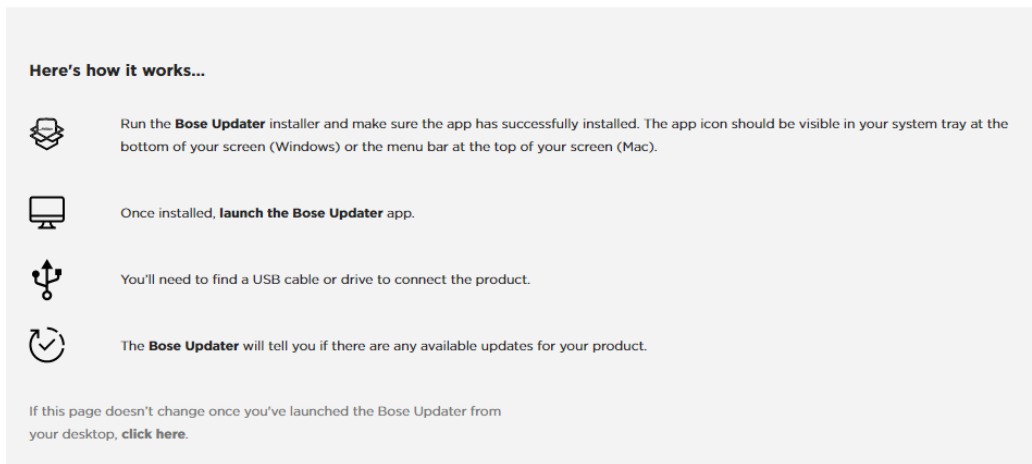 Here's how it works...
Run the Bose Updater installer and make sure the app has successfully installed. The app icon should be visible in your system tray at the
bottom of your screen (Windows) or the menu bar at the top of your screen (Mac).
Once installed, launch the Bose Updater app.
You'll need to find a USB cable or drive to connect the product.
The Bose Updater will tell you if there are any available updates for your product.
If this page doesn't change once you've launched the Bose Updater from
your desktop, click here.